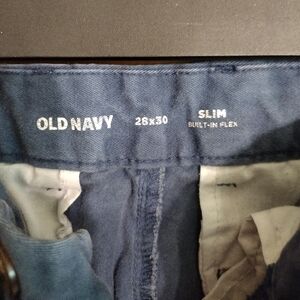 OLD NAVY
28x30
SLIM
BUILT-IN FLEX